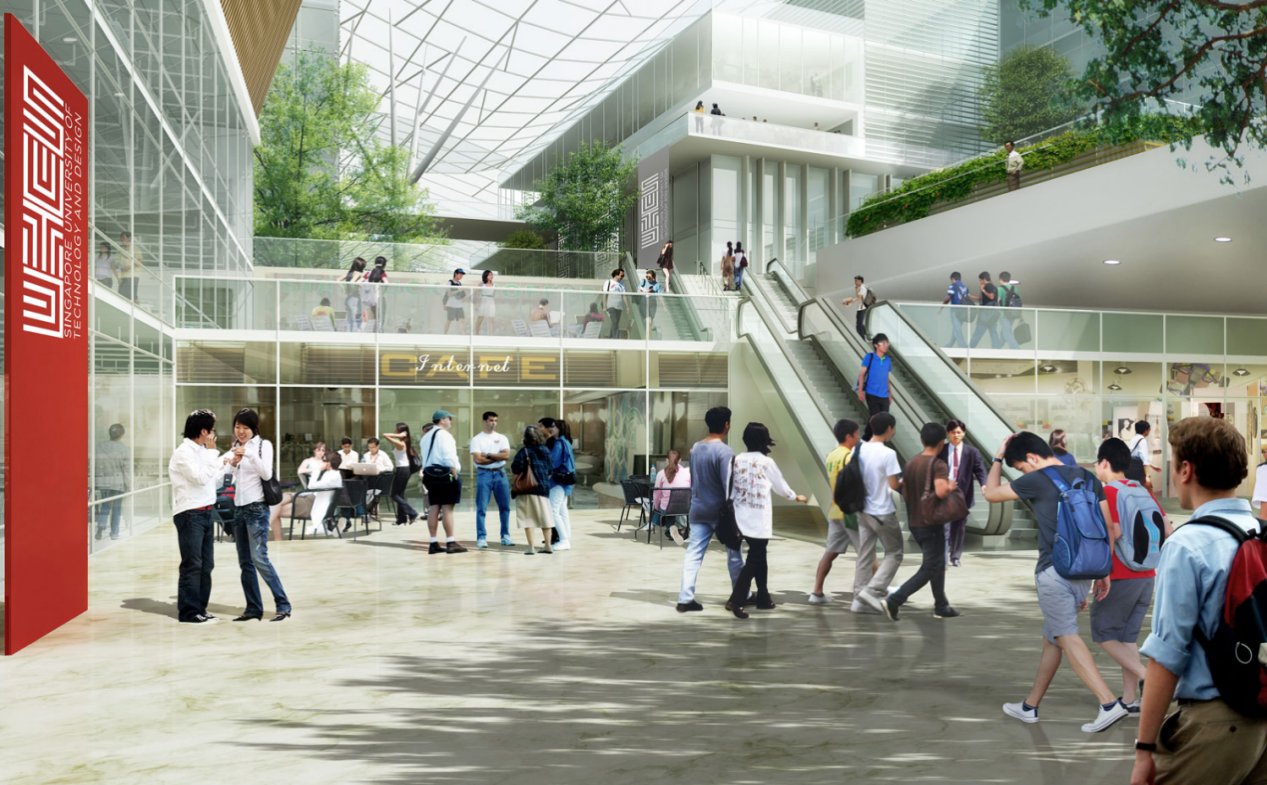 SINGAPORE UNIVERSITY OF
TECHNOLOGY AND DESIGN
CAFE
Internet